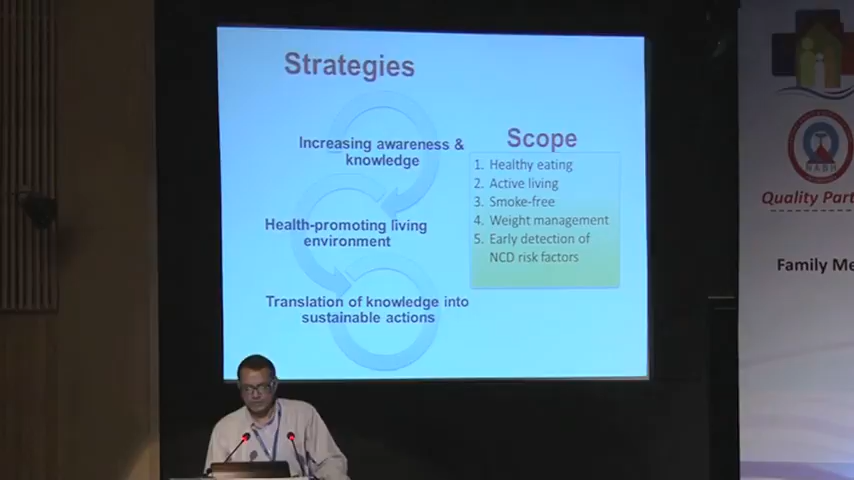 Strategies
Increasing awareness &
knowledge
Health-promoting living
environment
Translation of knowledge into
sustainable actions
Scope
1. Healthy eating
2. Active living
3. Smoke-free
4. Weight management
5. Early detection of
NCD risk factors
NABH
Quality Part
Family Me